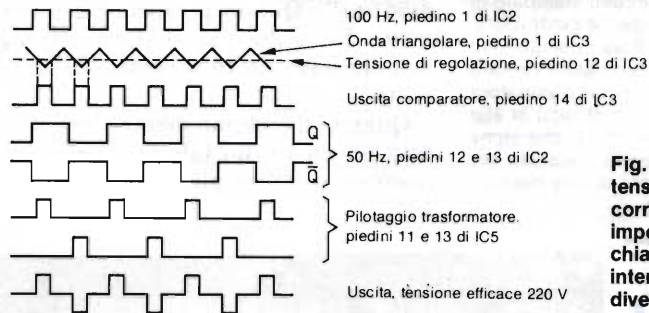 100 Hz, piedino 1 di IC2
Onda triangolare, piedino 1 di IC3
Tensione di regolazione, piedino 12 di IC3
Uscita comparatore, piedino 14 di IC3
Q
50 Hz, piedini 12 e 13 di IC2
Q̅
Pilotaggio trasformatore.
piedini 11 e 13 di IC5
Uscita, tensione efficace 220 V
Fig.
tens
corr
impe
chia
inter
dive